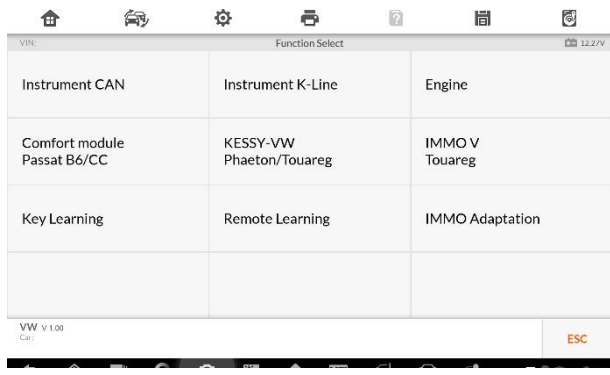 VIN:
Function Select
12.27V
Instrument CAN
Instrument K-Line
Engine
Comfort module
Passat B6/CC
KESSY-VW
Phaeton/Touareg
IMMO V
Touareg
Key Learning
Remote Learning
IMMO Adaptation
VW V 1.00
Car:
ESC